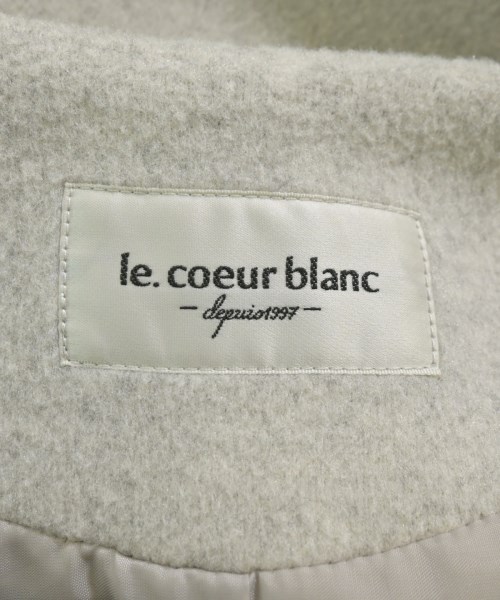 le. coeur blanc
- depuis1997 -